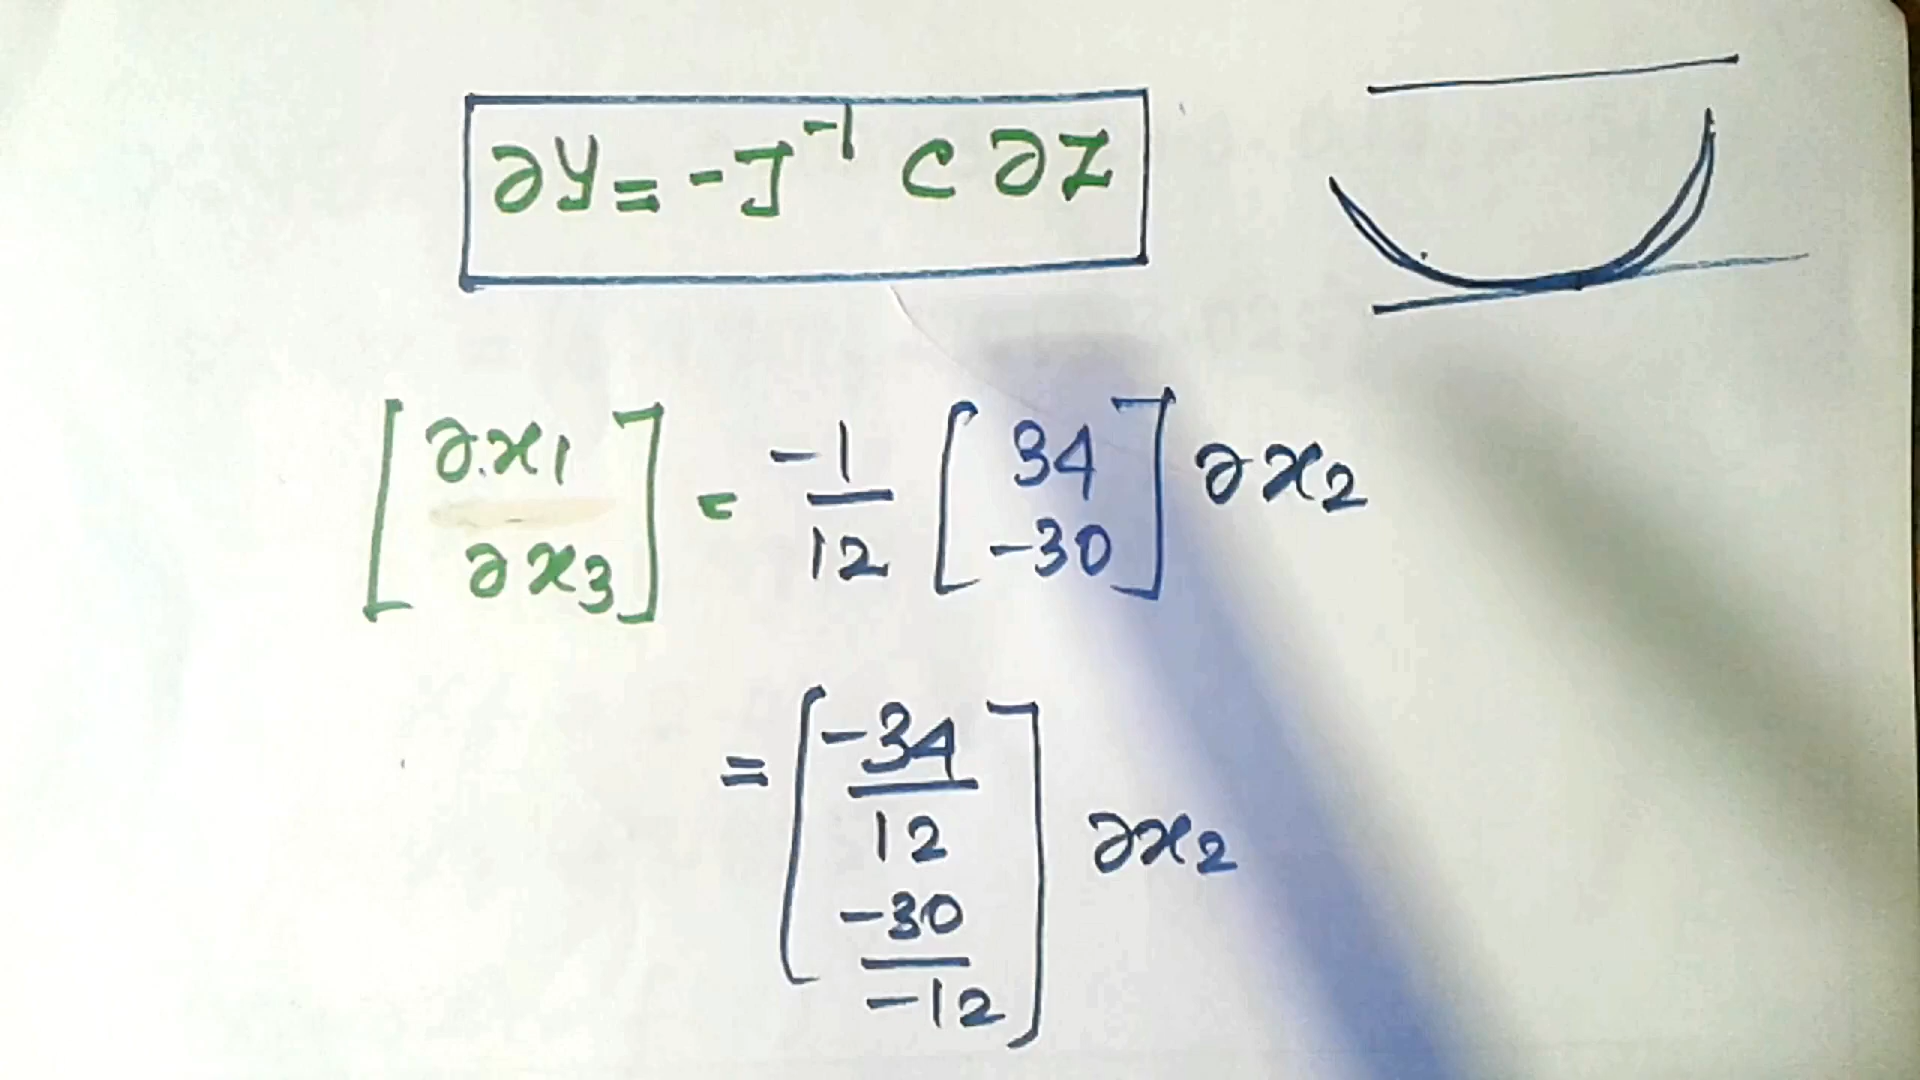 ∂Y = -J⁻¹ C ∂Z
[∂x₁ ∂x₃] = -1/12 [34 -30] ∂x₂
= [-34/12 -30/-12] ∂x₂